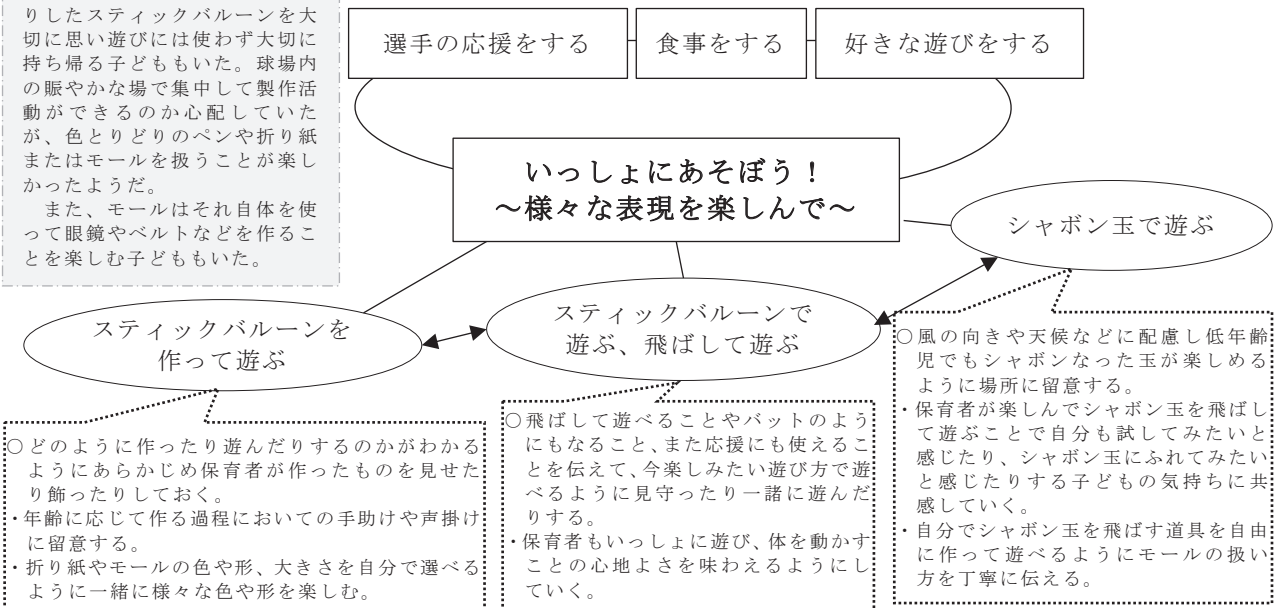 りしたスティックバルーンを大
切に思い遊びには使わず大切に
持ち帰る子どももいた。球場内
の賑やかな場で集中して製作活
動ができるのか心配していた
が、色とりどりのペンや折り紙
またはモールを扱うことが楽し
かったようだ。
また、モールはそれ自体を使
って眼鏡やベルトなどを作るこ
とを楽しむ子どももいた。
選手の応援をする
食事をする
好きな遊びをする
いっしょにあそぼう！
～様々な表現を楽しんで～
シャボン玉で遊ぶ
スティックバルーンを
作って遊ぶ
スティックバルーンで
遊ぶ、飛ばして遊ぶ
○どのように作ったり遊んだりするのかがわかる
ようにあらかじめ保育者が作ったものを見せた
り飾ったりしておく。
・年齢に応じて作る過程においての手助けや声掛け
に留意する。
・折り紙やモールの色や形、大きさを自分で選べる
ように一緒に様々な色や形を楽しむ。
○飛ばして遊べることやバットのよう
にもなること、また応援にも使えるこ
とを伝えて、今楽しみたい遊び方で遊
べるように見守ったり一緒に遊んだ
りする。
・保育者もいっしょに遊び、体を動かす
ことの心地よさを味わえるようにし
ていく。
○風の向きや天候などに配慮し低年齢
児でもシャボンなった玉が楽しめる
ように場所に留意する。
・保育者が楽しんでシャボン玉を飛ばし
て遊ぶことで自分も試してみたいと
感じたり、シャボン玉にふれてみたい
と感じたりする子どもの気持ちに共
感していく。
・自分でシャボン玉を飛ばす道具を自由
に作って遊べるようにモールの扱い
方を丁寧に伝える。